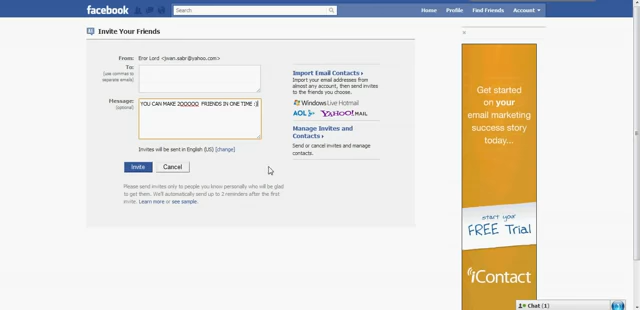 facebook
Search
Home Profile Find Friends Account
Invite Your Friends
From: Eror Lord <jwan.sabr@yahoo.com>
To:
(use commas to separate emails)
Message:
(optional)
YOU CAN MAKE 2OOOOO FRIENDS IN ONE TIME :)
Invites will be sent in English (US) [change]
Invite Cancel
Please send invites only to people you know personally who will be glad
to get them. We'll automatically send up to 2 reminders after the first
invite. Learn more or see sample.
Import Email Contacts
Import your email addresses from
almost any account, then send invites
to the friends you choose.
Windows Live Hotmail
AOL YAHOO! MAIL
Manage Invites and
Contacts
Send or cancel invites and manage
contacts.
Get started
on your
email marketing
success story
today...
start your
FREE Trial
iContact
Chat (1)